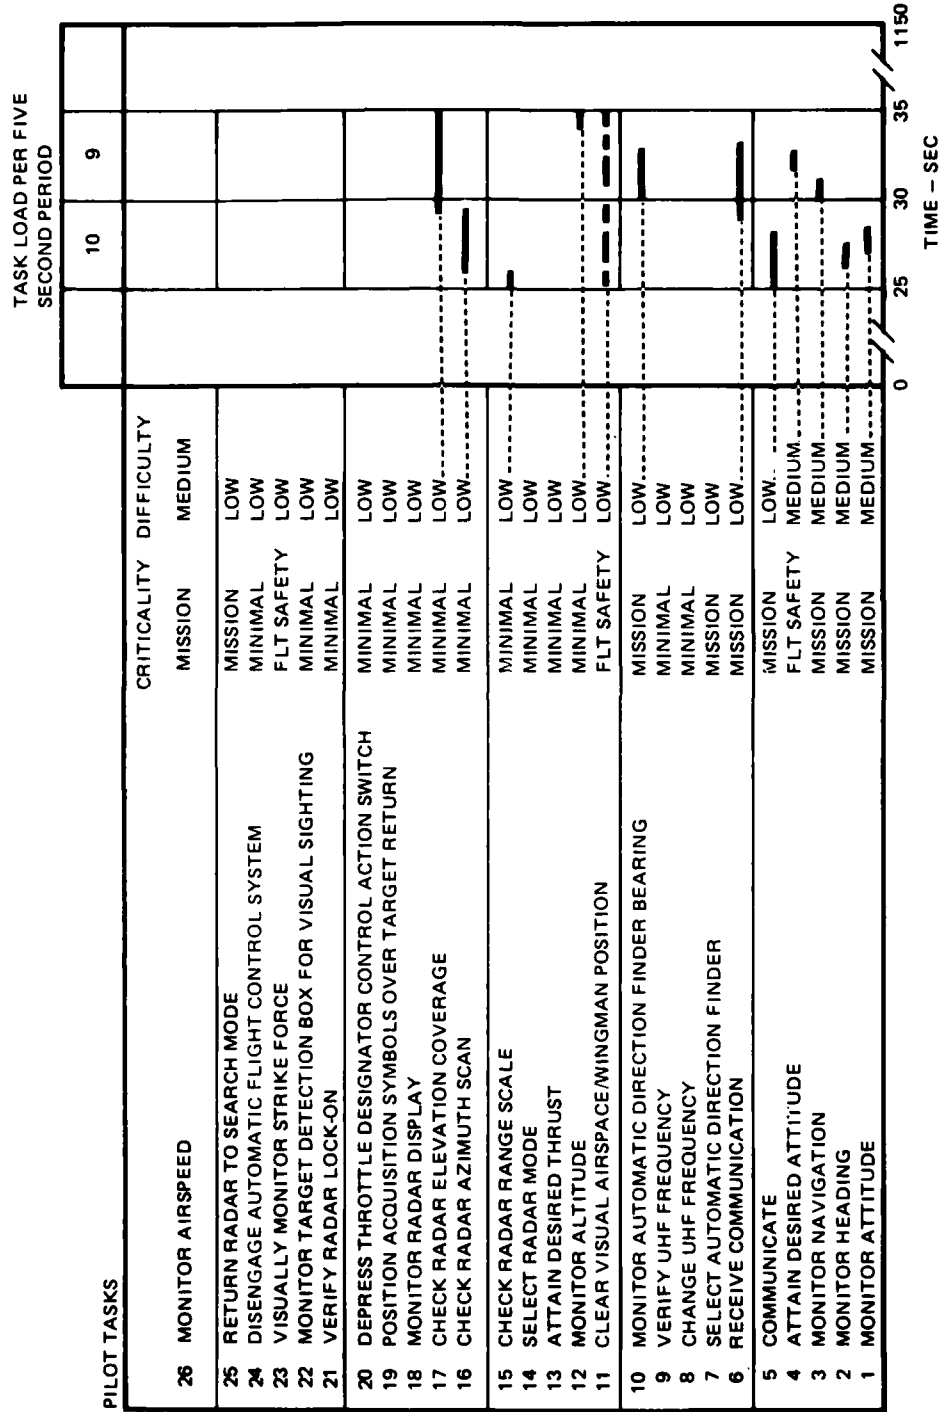 TASK LOAD PER FIVE
SECOND PERIOD
10 9
PILOT TASKS
CRITICALITY DIFFICULTY
26 MONITOR AIRSPEED MISSION MEDIUM
25 RETURN RADAR TO SEARCH MODE MISSION LOW
24 DISENGAGE AUTOMATIC FLIGHT CONTROL SYSTEM MINIMAL LOW
23 VISUALLY MONITOR STRIKE FORCE FLT SAFETY LOW
22 MONITOR TARGET DETECTION BOX FOR VISUAL SIGHTING MINIMAL LOW
21 VERIFY RADAR LOCK-ON MINIMAL LOW
20 DEPRESS THROTTLE DESIGNATOR CONTROL ACTION SWITCH MINIMAL LOW
19 POSITION ACQUISITION SYMBOLS OVER TARGET RETURN MINIMAL LOW
18 MONITOR RADAR DISPLAY MINIMAL LOW
17 CHECK RADAR ELEVATION COVERAGE MINIMAL LOW
16 CHECK RADAR AZIMUTH SCAN MINIMAL LOW
15 CHECK RADAR RANGE SCALE MINIMAL LOW
14 SELECT RADAR MODE MINIMAL LOW
13 ATTAIN DESIRED THRUST MINIMAL LOW
12 MONITOR ALTITUDE MINIMAL LOW
11 CLEAR VISUAL AIRSPACE/WINGMAN POSITION FLT SAFETY LOW
10 MONITOR AUTOMATIC DIRECTION FINDER BEARING MISSION LOW
9 VERIFY UHF FREQUENCY MINIMAL LOW
8 CHANGE UHF FREQUENCY MINIMAL LOW
7 SELECT AUTOMATIC DIRECTION FINDER MISSION LOW
6 RECEIVE COMMUNICATION MISSION LOW
5 COMMUNICATE MISSION LOW
4 ATTAIN DESIRED ATTITUDE FLT SAFETY MEDIUM
3 MONITOR NAVIGATION MISSION MEDIUM
2 MONITOR HEADING MISSION MEDIUM
1 MONITOR ATTITUDE MISSION MEDIUM
0 25 30 35 1150
TIME – SEC